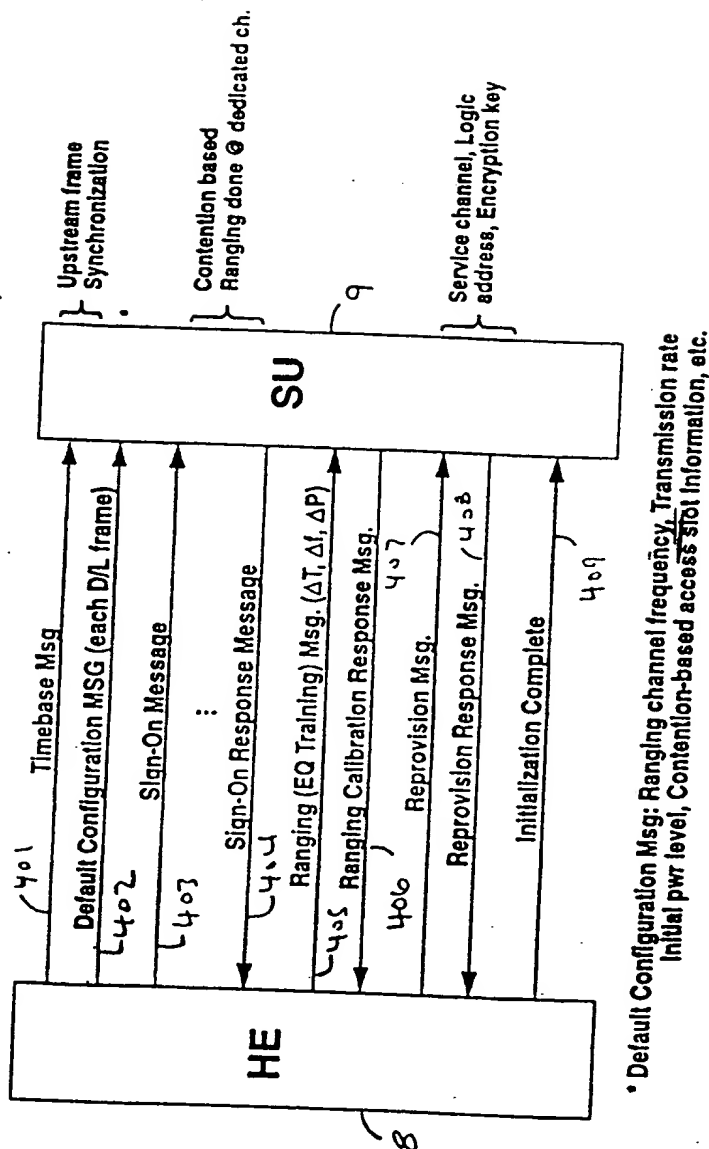 HE
8
SU
9
401
Timebase Msg
Default Configuration MSG (each D/L frame)
402
Sign-On Message
403
⋮
Sign-On Response Message
404
Ranging (EQ Training) Msg. (ΔT, Δf, ΔP)
405
Ranging Calibration Response Msg.
406
407
Reprovision Msg.
Reprovision Response Msg.
408
Initialization Complete
409
Upstream frame
Synchronization
Contention based
Ranging done @ dedicated ch.
Service channel, Logic
address, Encryption key
* Default Configuration Msg: Ranging channel frequency, Transmission rate
Initial pwr level, Contention-based access slot Information, etc.